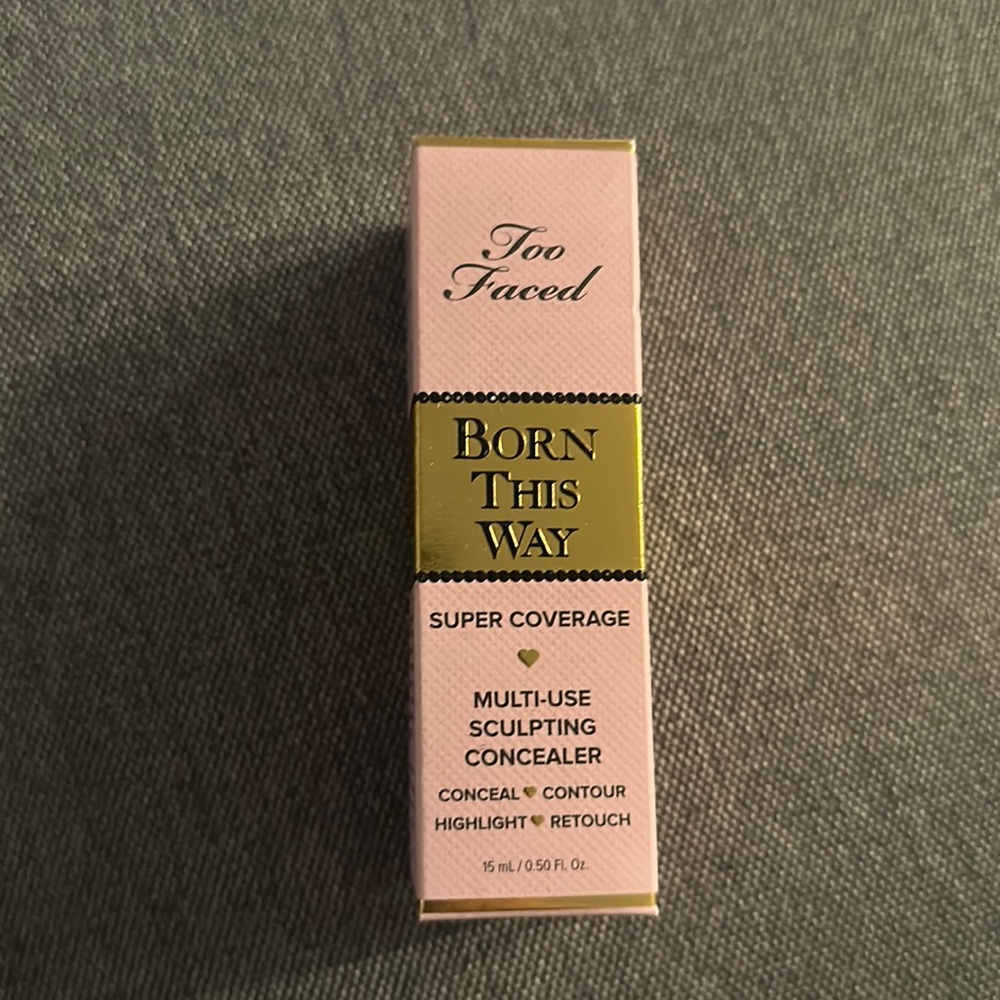 Too
Faced
BORN
THIS
WAY
SUPER COVERAGE
MULTI-USE
SCULPTING
CONCEALER
CONCEAL CONTOUR
HIGHLIGHT RETOUCH
15 mL / 0.50 Fl. Oz.